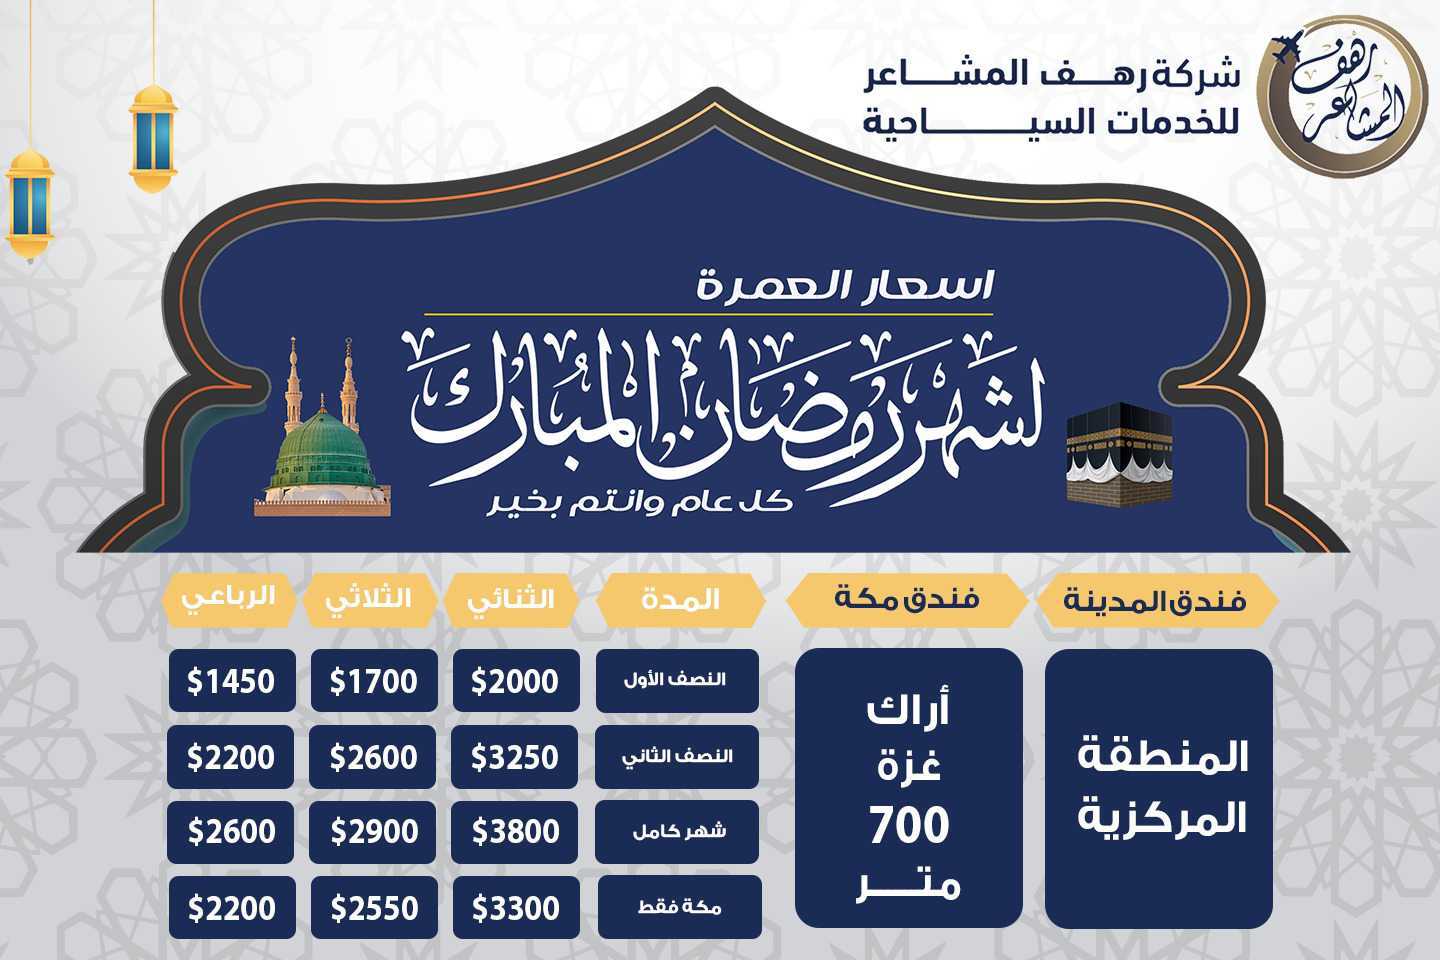 شركة رهف المشاعر
للخدمات السياحية
رهف
المشاعر
اسعار العمرة
لشهر رمضان المبارك
كل عام وانتم بخير
فندق المدينة
فندق مكة
المدة
الثنائي
الثلاثي
الرباعي
المنطقة
المركزية
أراك
غزة
700
متر
النصف الأول $2000 $1700 $1450
النصف الثاني $3250 $2600 $2200
شهر كامل $3800 $2900 $2600
مكة فقط $3300 $2550 $2200